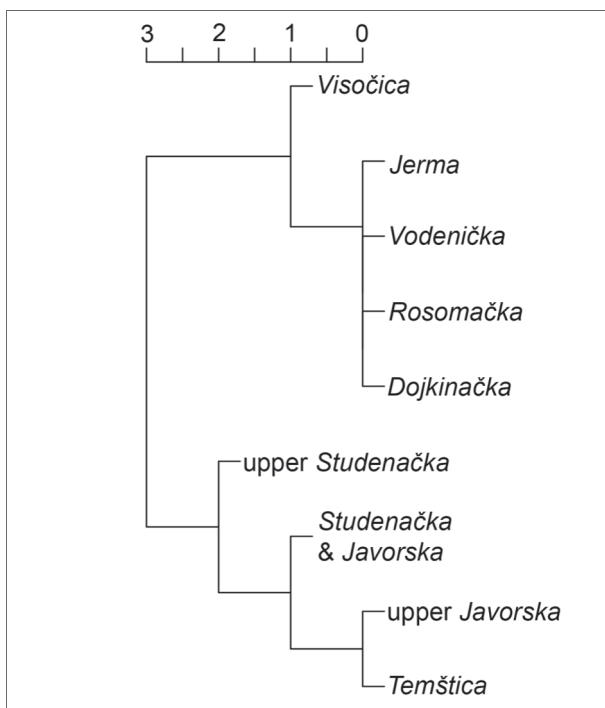 3 2 1 0
Visočica
Jerma
Vodenička
Rosomačka
Dojkinačka
upper Studenačka
Studenačka
& Javorska
upper Javorska
Temštica